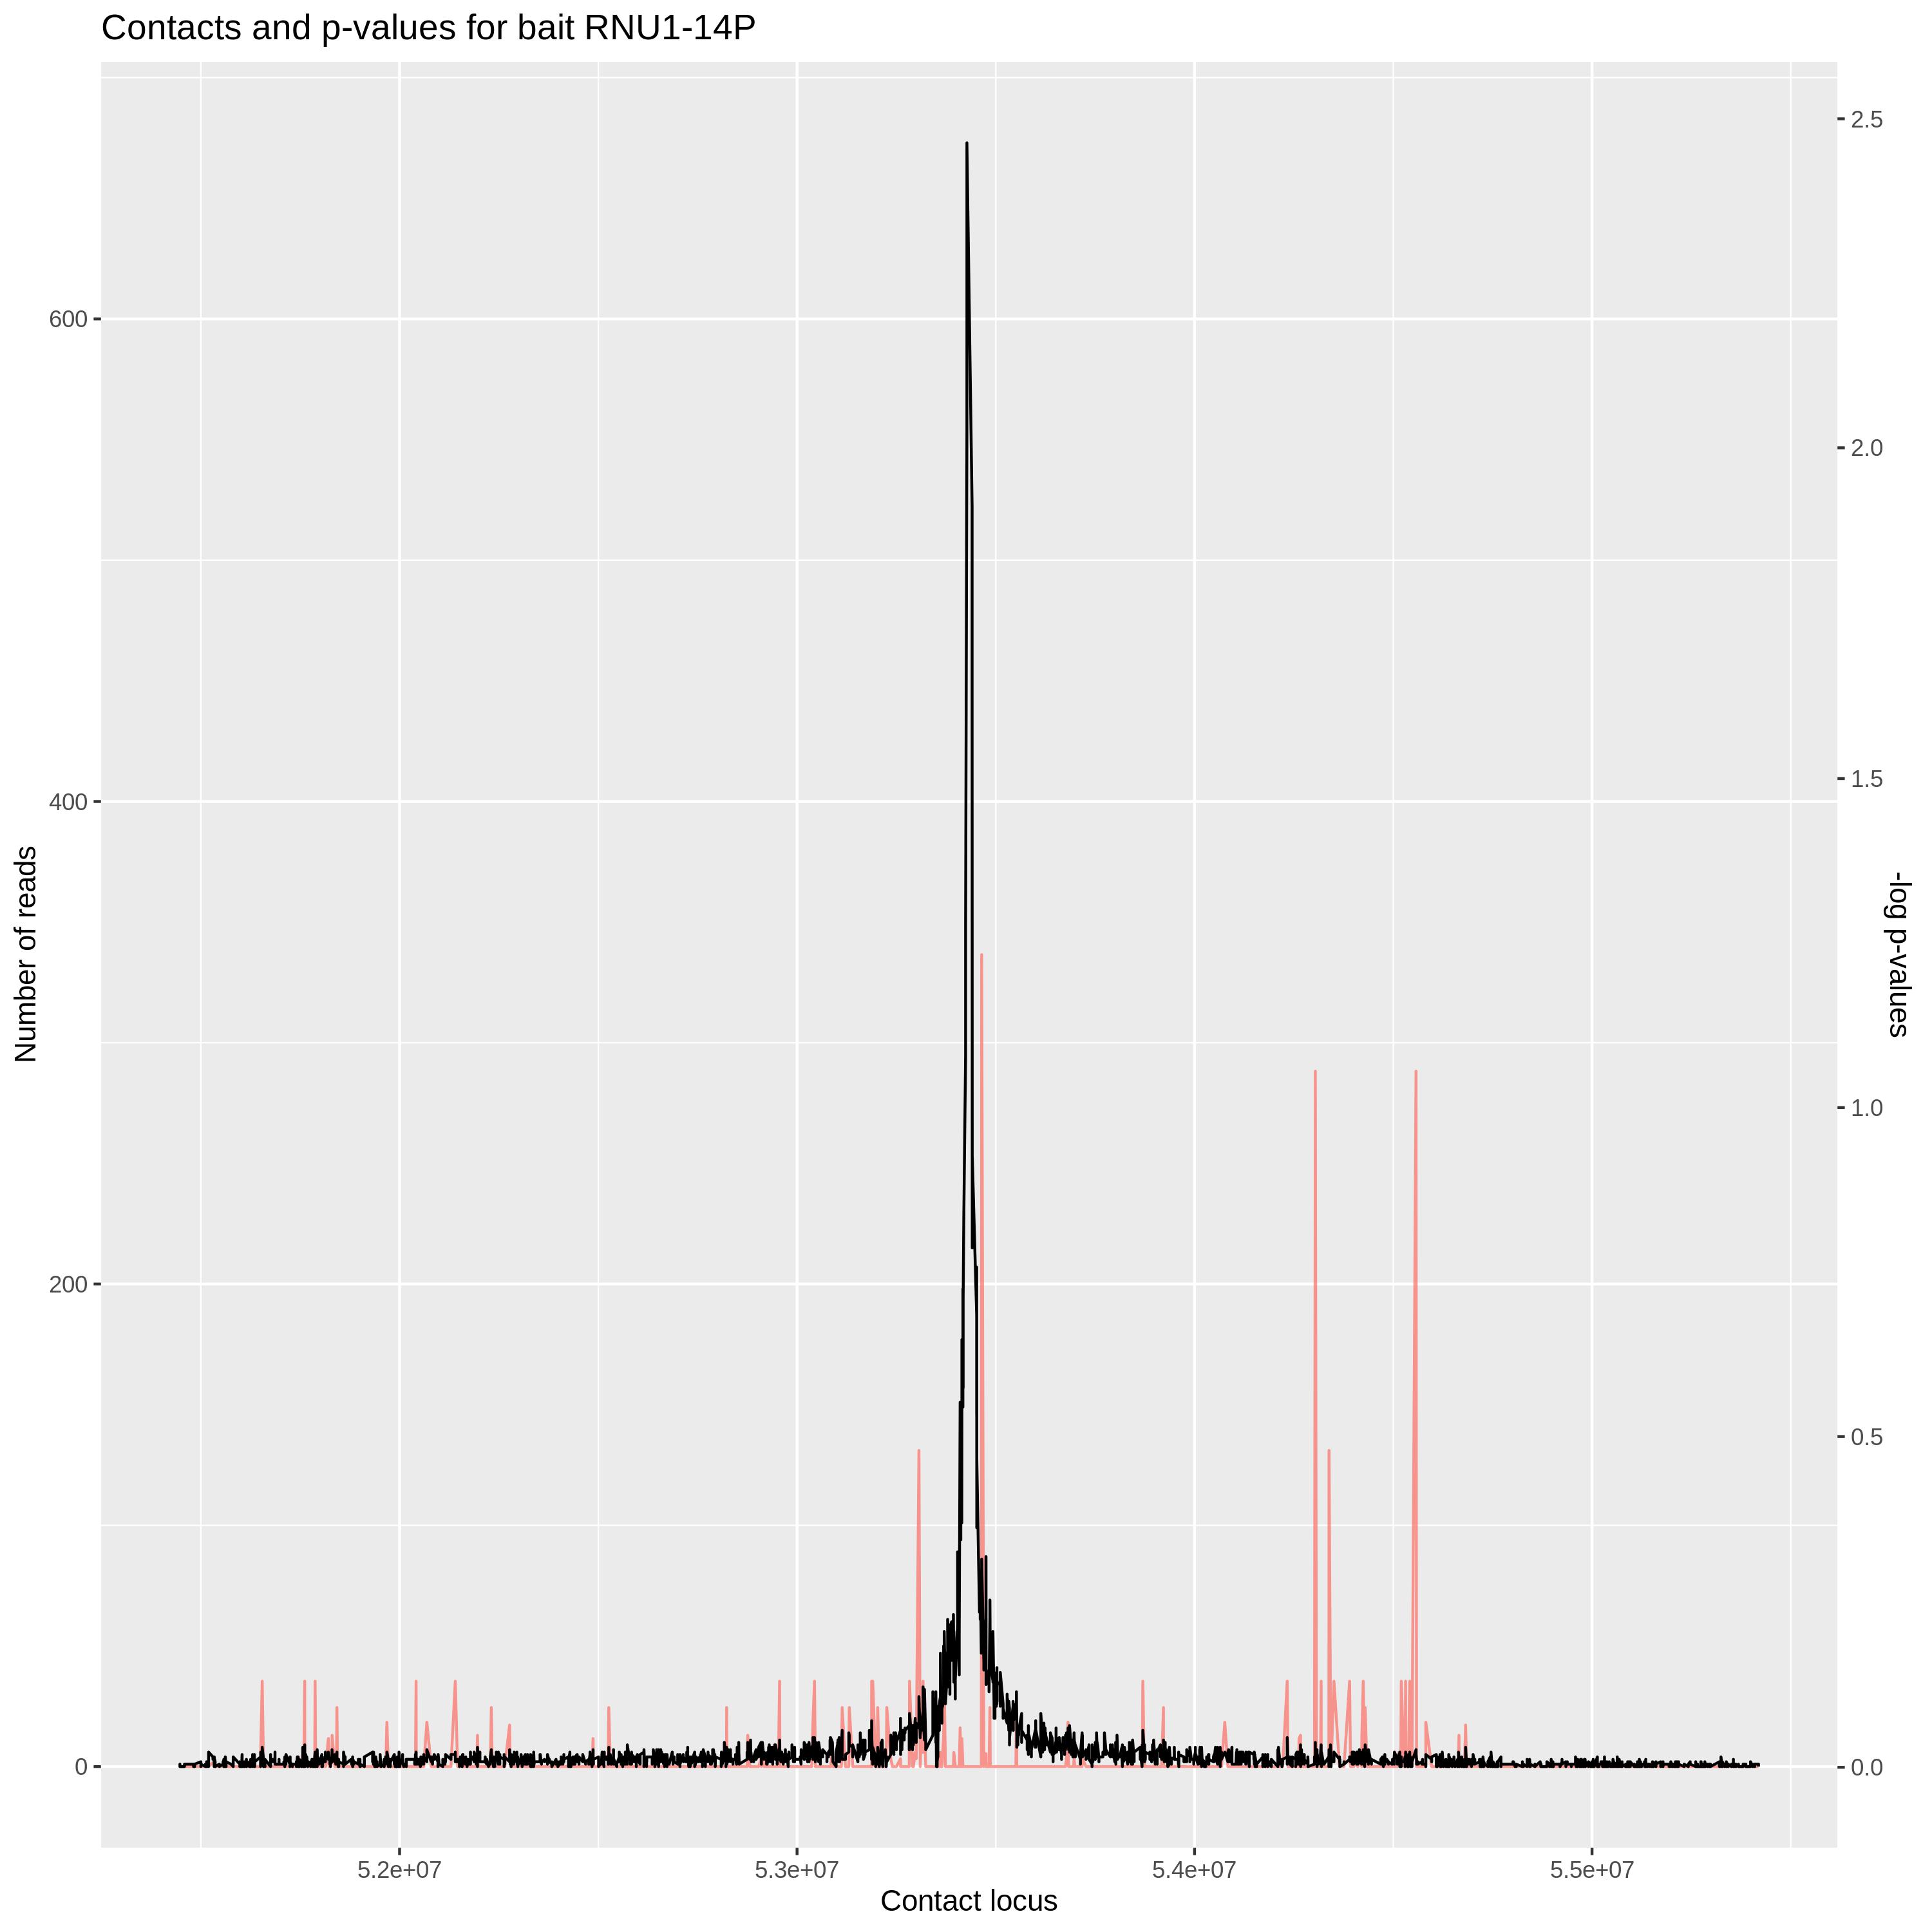 Contacts and p-values for bait RNU1-14P
2.5
2.0
1.5
1.0
0.5
0.0
600
400
200
0
Number of reads
-log p-values
5.2e+07 5.3e+07 5.4e+07 5.5e+07
Contact locus